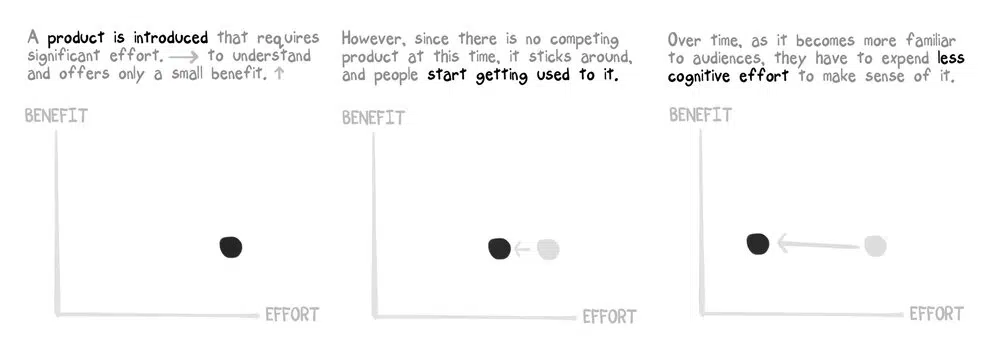 A product is introduced that requires
significant effort. → to understand
and offers only a small benefit. ↑
BENEFIT
EFFORT
However, since there is no competing
product at this time, it sticks around,
and people start getting used to it.
BENEFIT
EFFORT
Over time, as it becomes more familiar
to audiences, they have to expend less
cognitive effort to make sense of it.
BENEFIT
EFFORT